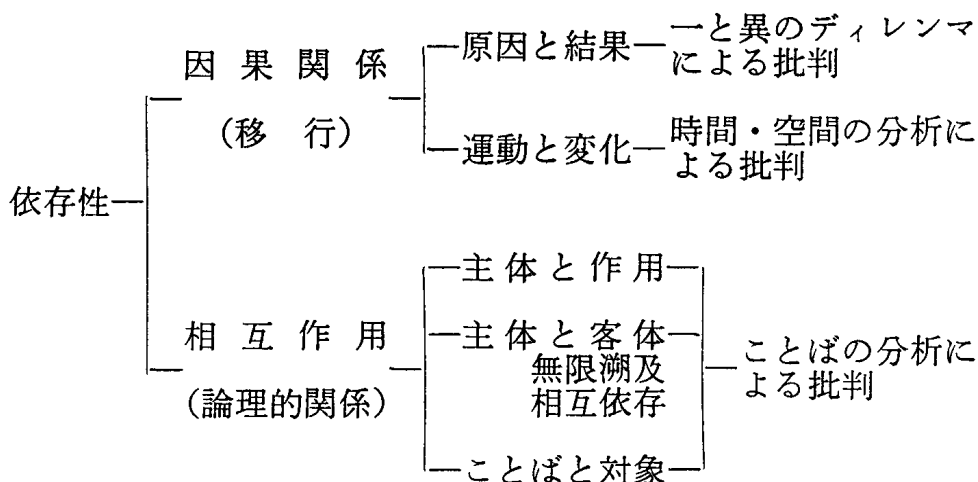 依存性
因果関係
(移行)
原因と結果
一と異のディレンマ
による批判
運動と変化
時間・空間の分析に
よる批判
相互作用
(論理的関係)
主体と作用
主体と客体
無限溯及
相互依存
ことばと対象
ことばの分析に
よる批判